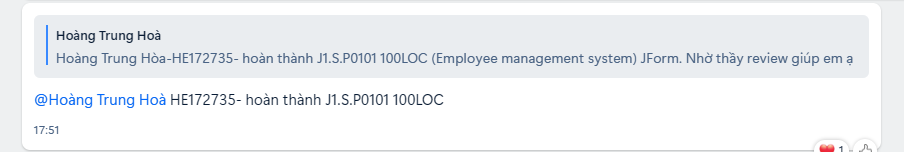 Hoàng Trung Hoà
Hoàng Trung Hòa-HE172735- hoàn thành J1.S.P0101 100LOC (Employee management system) JForm. Nhờ thầy review giúp em ạ
@Hoàng Trung Hoà HE172735- hoàn thành J1.S.P0101 100LOC
17:51
1